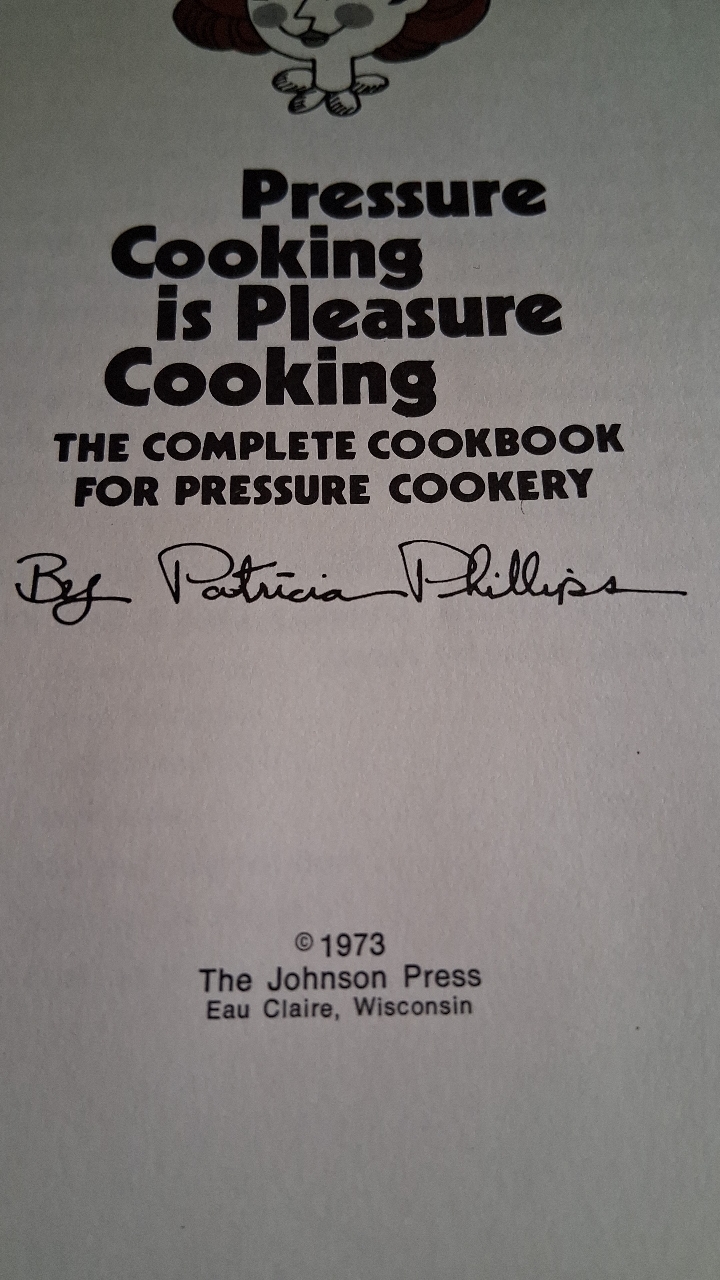 Pressure
Cooking
is Pleasure
Cooking
THE COMPLETE COOKBOOK
FOR PRESSURE COOKERY
By Patricia Phillips
© 1973
The Johnson Press
Eau Claire, Wisconsin